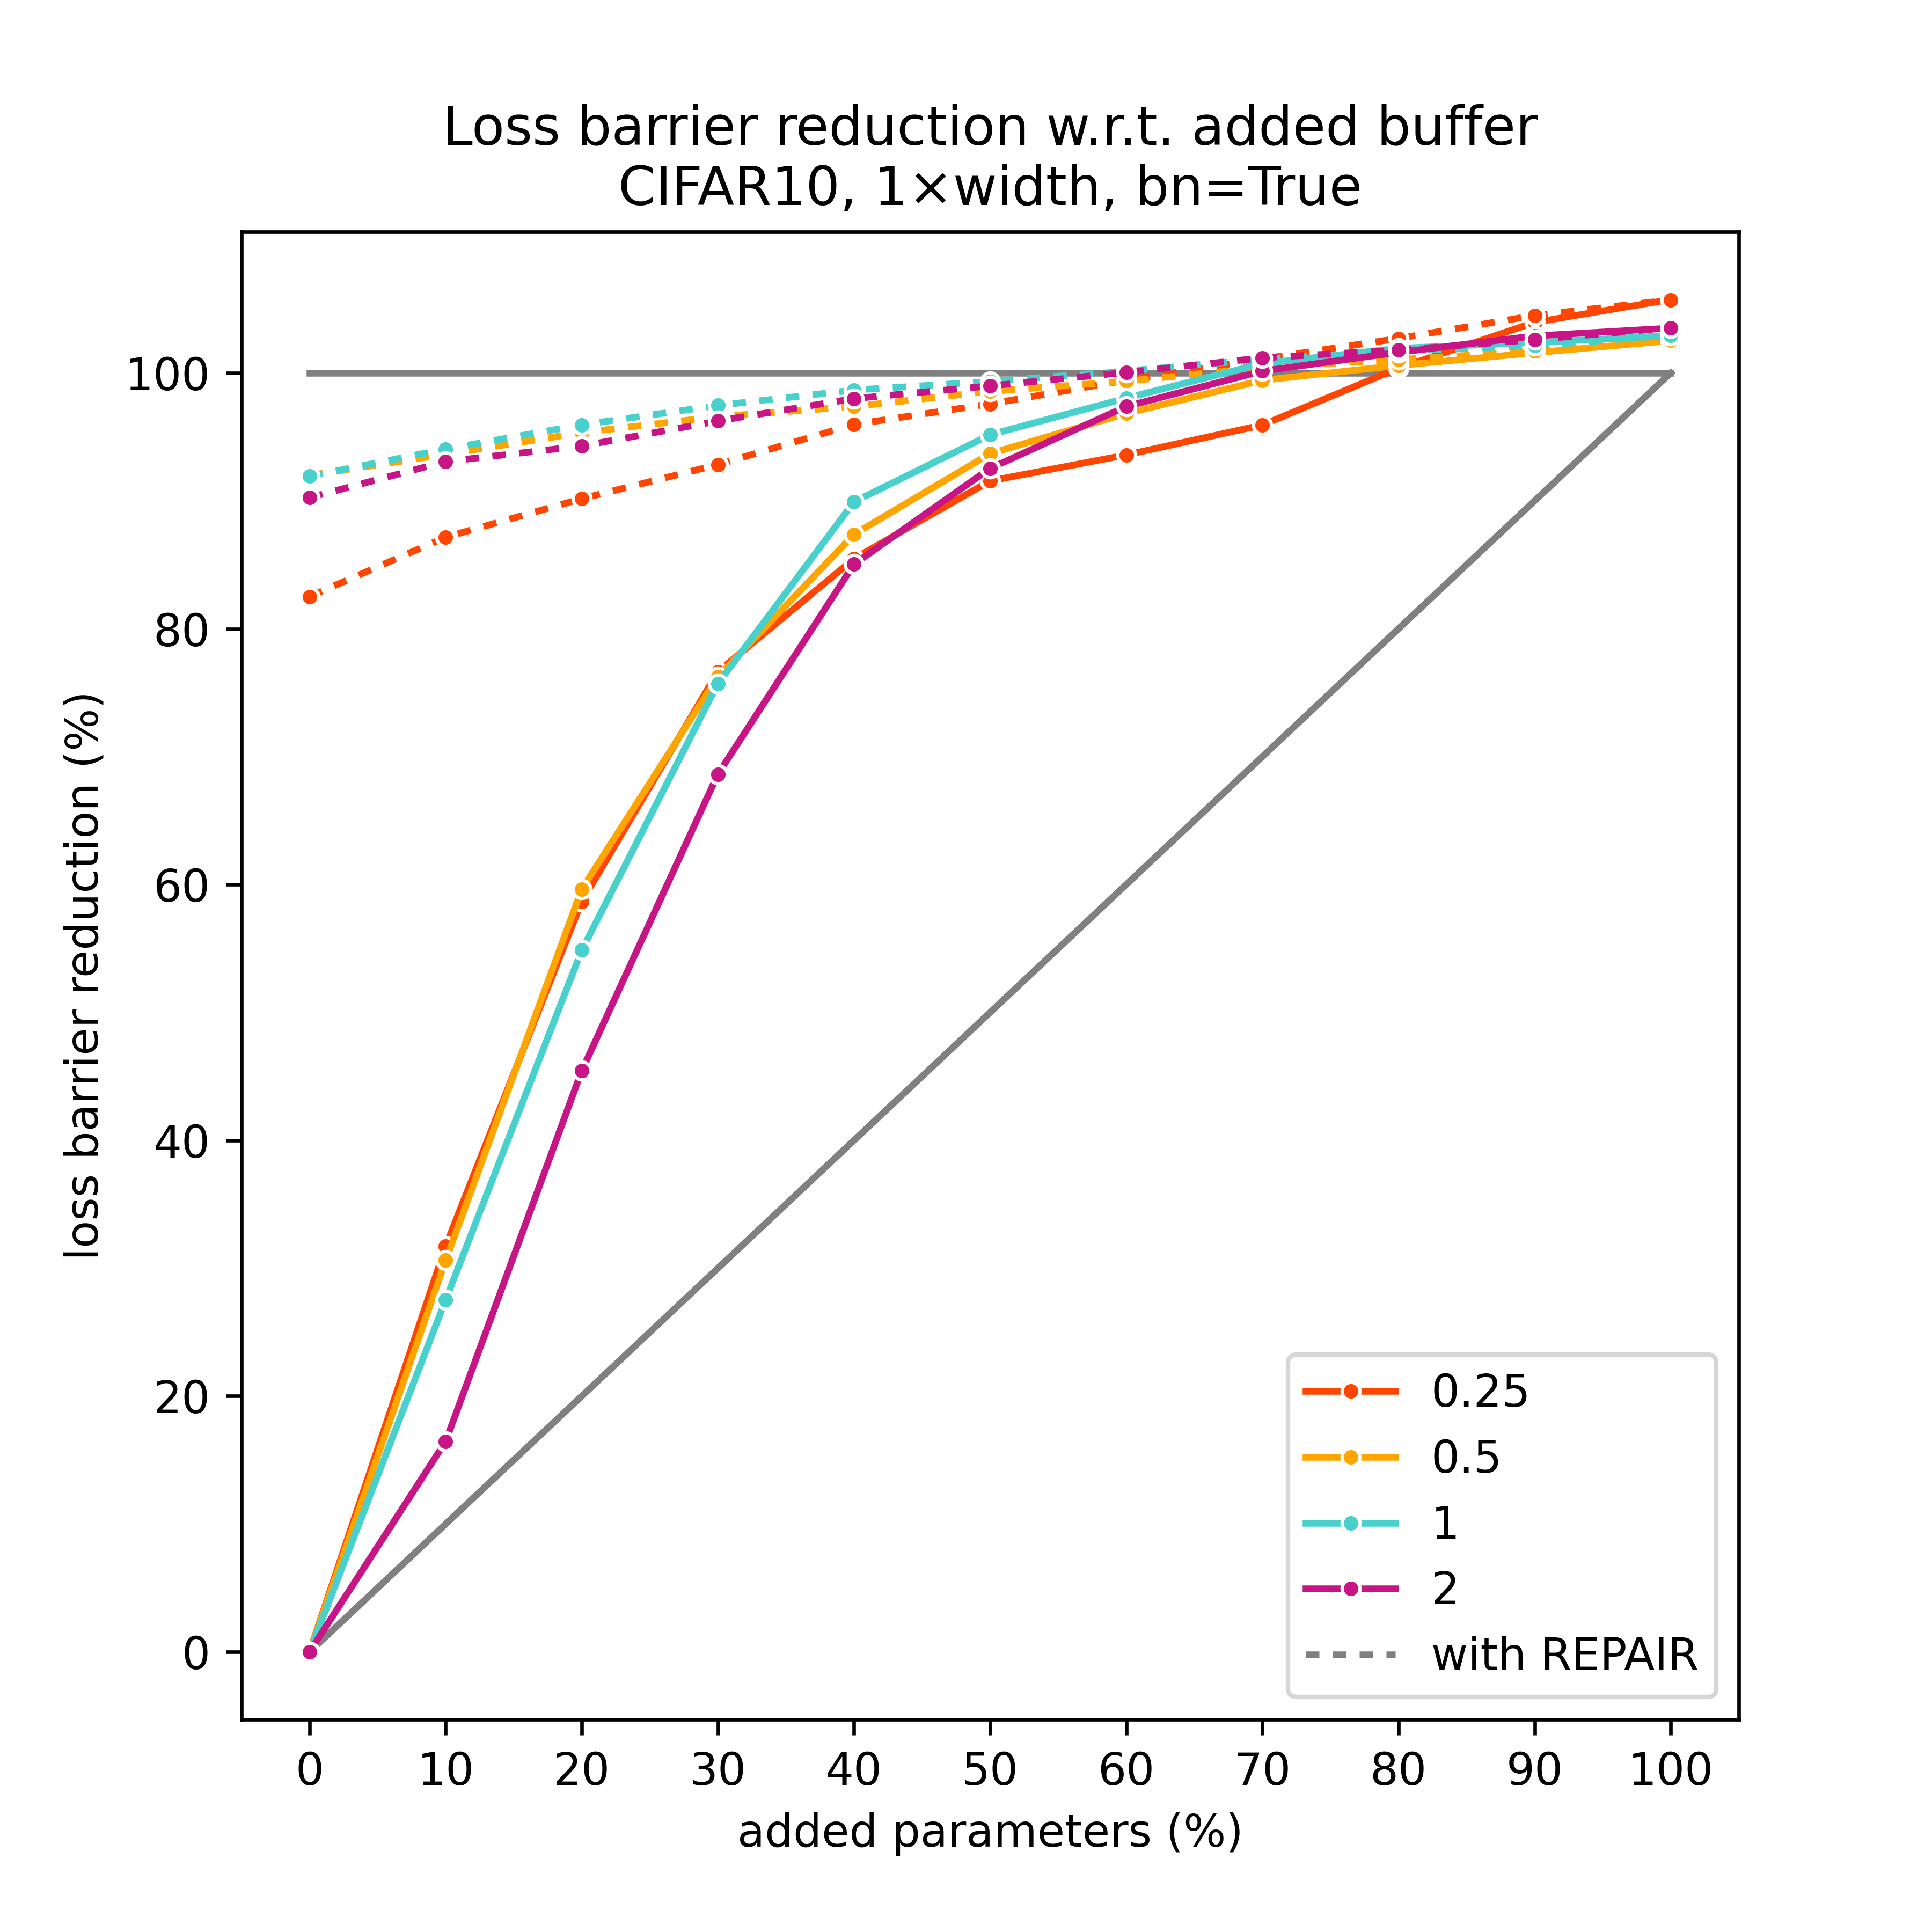 Loss barrier reduction w.r.t. added buffer
CIFAR10, 1×width, bn=True
loss barrier reduction (%)
100
80
60
40
20
0
0 10 20 30 40 50 60 70 80 90 100
added parameters (%)
0.25
0.5
1
2
with REPAIR